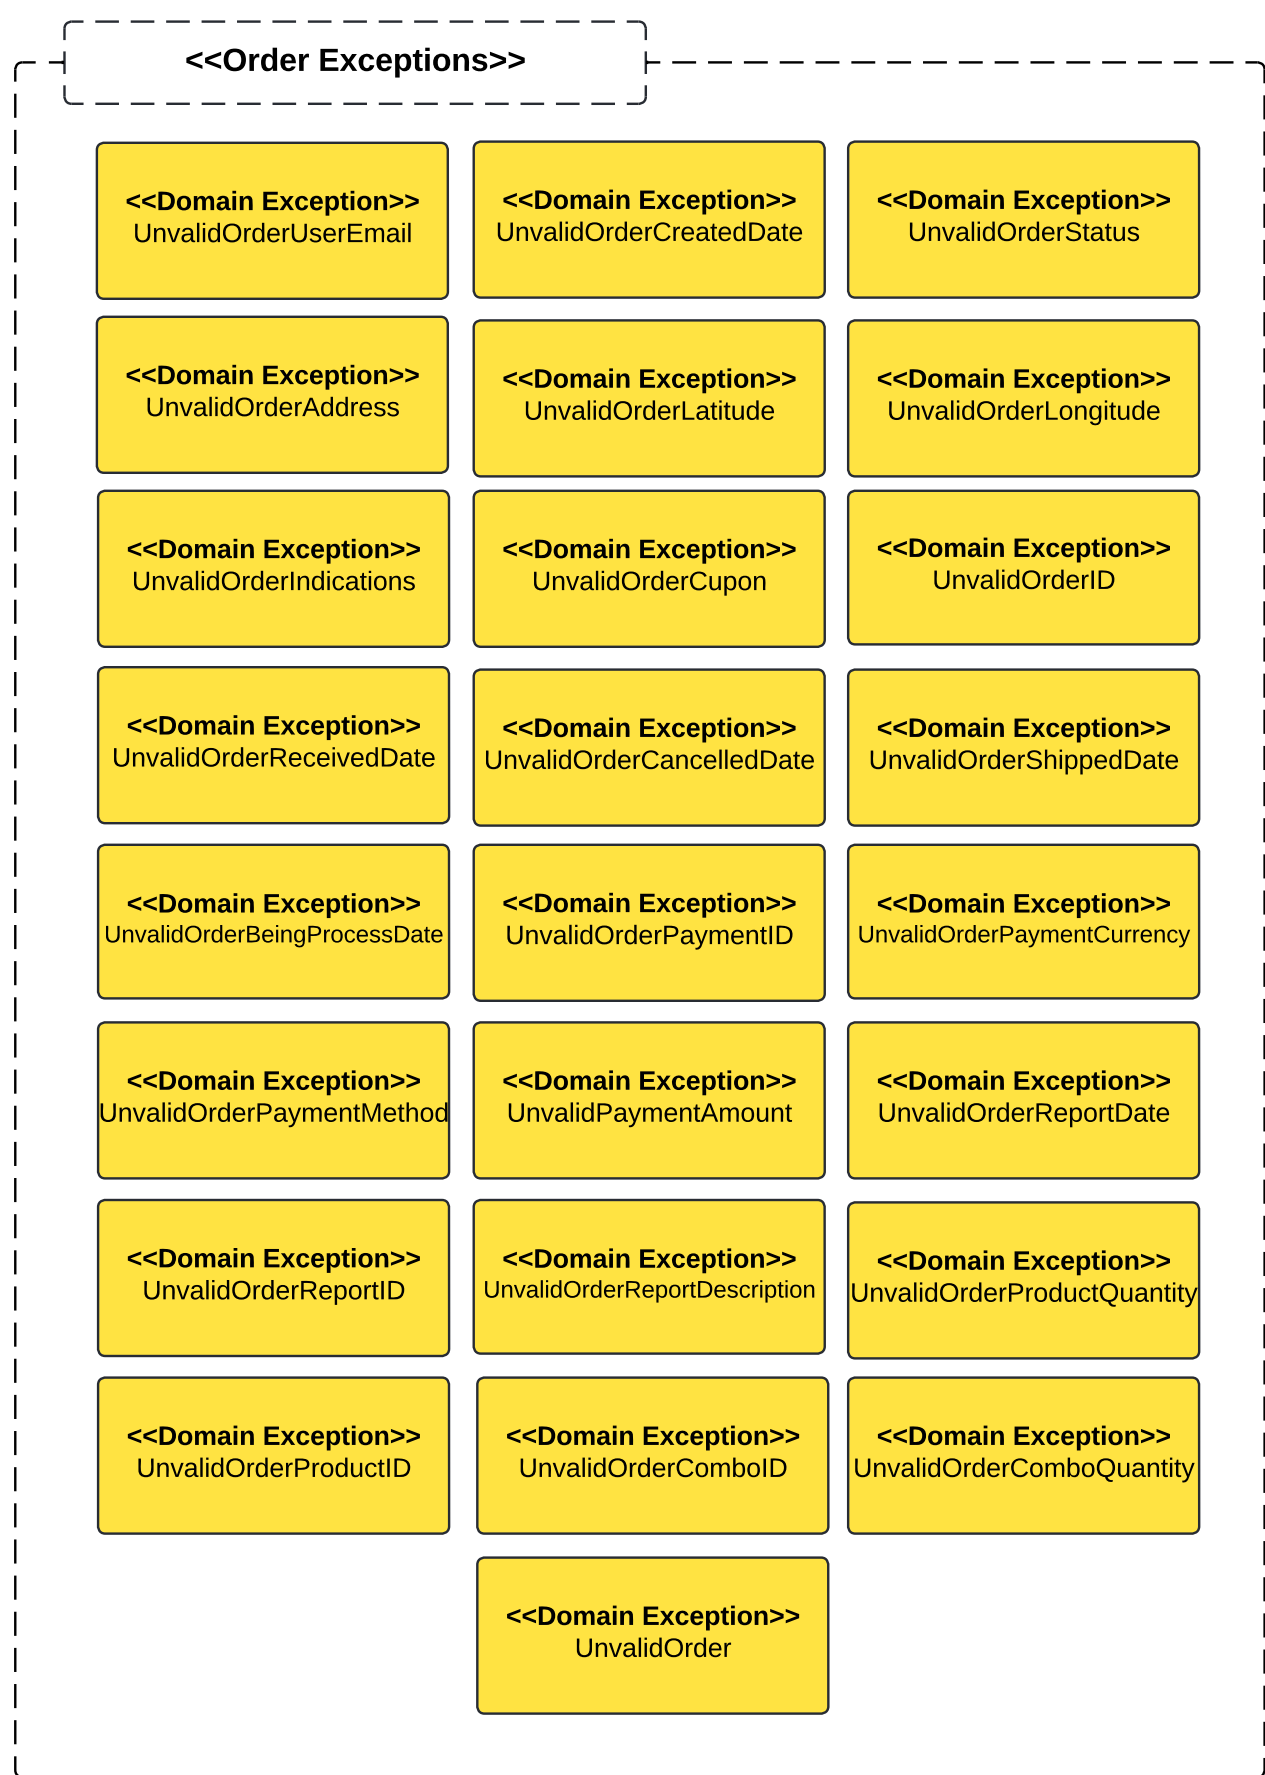 <<Order Exceptions>>
<<Domain Exception>>
UnvalidOrderUserEmail
<<Domain Exception>>
UnvalidOrderCreatedDate
<<Domain Exception>>
UnvalidOrderStatus
<<Domain Exception>>
UnvalidOrderAddress
<<Domain Exception>>
UnvalidOrderLatitude
<<Domain Exception>>
UnvalidOrderLongitude
<<Domain Exception>>
UnvalidOrderIndications
<<Domain Exception>>
UnvalidOrderCupon
<<Domain Exception>>
UnvalidOrderID
<<Domain Exception>>
UnvalidOrderReceivedDate
<<Domain Exception>>
UnvalidOrderCancelledDate
<<Domain Exception>>
UnvalidOrderShippedDate
<<Domain Exception>>
UnvalidOrderBeingProcessDate
<<Domain Exception>>
UnvalidOrderPaymentID
<<Domain Exception>>
UnvalidOrderPaymentCurrency
<<Domain Exception>>
UnvalidOrderPaymentMethod
<<Domain Exception>>
UnvalidPaymentAmount
<<Domain Exception>>
UnvalidOrderReportDate
<<Domain Exception>>
UnvalidOrderReportID
<<Domain Exception>>
UnvalidOrderReportDescription
<<Domain Exception>>
UnvalidOrderProductQuantity
<<Domain Exception>>
UnvalidOrderProductID
<<Domain Exception>>
UnvalidOrderComboID
<<Domain Exception>>
UnvalidOrderComboQuantity
<<Domain Exception>>
UnvalidOrder